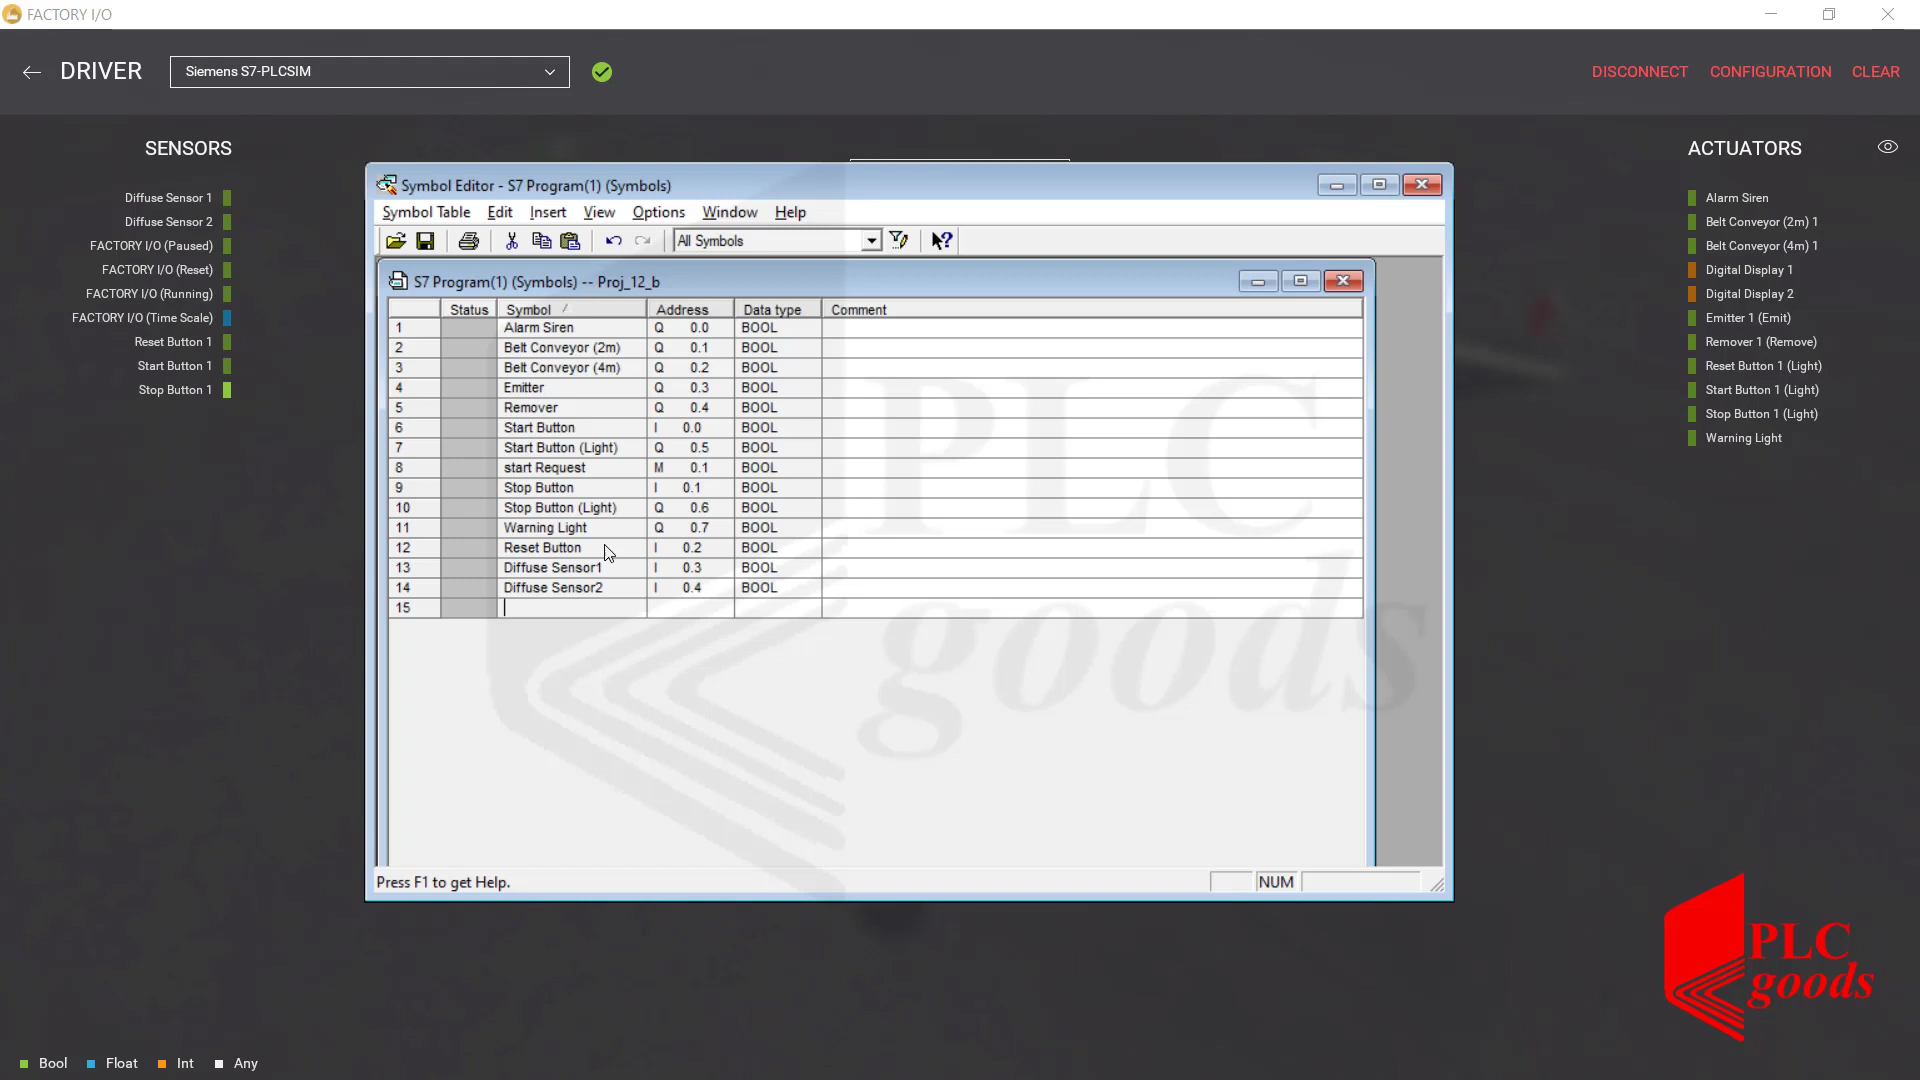 FACTORY I/O
DRIVER
Siemens S7-PLCSIM
DISCONNECT CONFIGURATION CLEAR
SENSORS
Diffuse Sensor 1
Diffuse Sensor 2
FACTORY I/O (Paused)
FACTORY I/O (Reset)
FACTORY I/O (Running)
FACTORY I/O (Time Scale)
Reset Button 1
Start Button 1
Stop Button 1
Symbol Editor - S7 Program(1) (Symbols)
Symbol Table Edit Insert View Options Window Help
All Symbols
S7 Program(1) (Symbols) -- Proj_12_b
Status Symbol / Address Data type Comment
1 Alarm Siren Q 0.0 BOOL
2 Belt Conveyor (2m) Q 0.1 BOOL
3 Belt Conveyor (4m) Q 0.2 BOOL
4 Emitter Q 0.3 BOOL
5 Remover Q 0.4 BOOL
6 Start Button I 0.0 BOOL
7 Start Button (Light) Q 0.5 BOOL
8 start Request M 0.1 BOOL
9 Stop Button I 0.1 BOOL
10 Stop Button (Light) Q 0.6 BOOL
11 Warning Light Q 0.7 BOOL
12 Reset Button I 0.2 BOOL
13 Diffuse Sensor1 I 0.3 BOOL
14 Diffuse Sensor2 I 0.4 BOOL
15
PLC
goods
Press F1 to get Help.
NUM
ACTUATORS
Alarm Siren
Belt Conveyor (2m) 1
Belt Conveyor (4m) 1
Digital Display 1
Digital Display 2
Emitter 1 (Emit)
Remover 1 (Remove)
Reset Button 1 (Light)
Start Button 1 (Light)
Stop Button 1 (Light)
Warning Light
PLC
goods
Bool Float Int Any